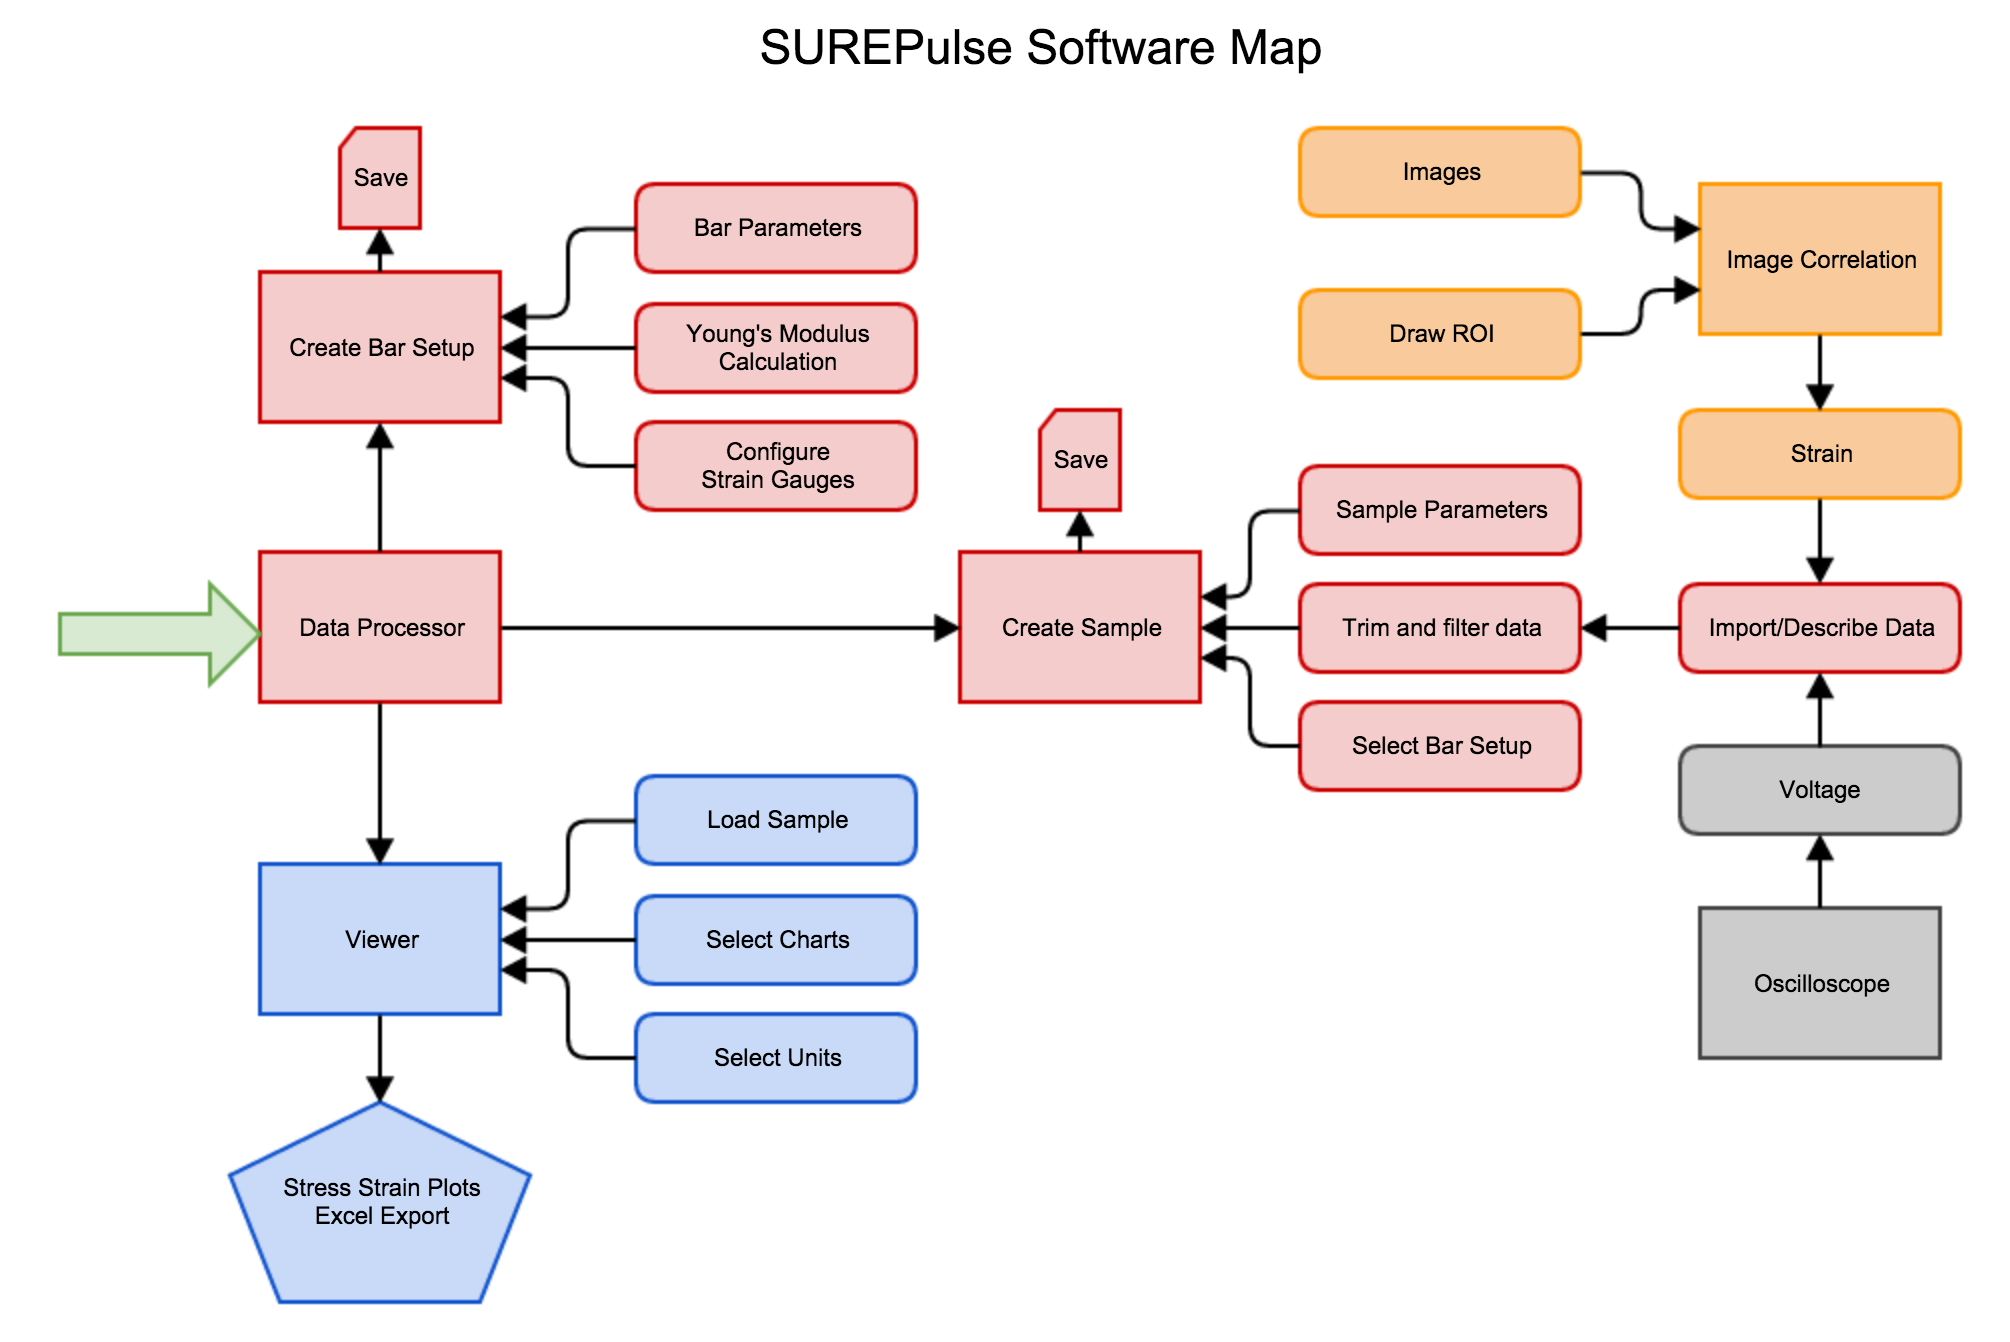 SUREPulse Software Map
Save
Bar Parameters
Create Bar Setup
Young's Modulus
Calculation
Configure
Strain Gauges
Images
Draw ROI
Image Correlation
Strain
Save
Data Processor
Create Sample
Sample Parameters
Trim and filter data
Select Bar Setup
Import/Describe Data
Voltage
Oscilloscope
Viewer
Load Sample
Select Charts
Select Units
Stress Strain Plots
Excel Export